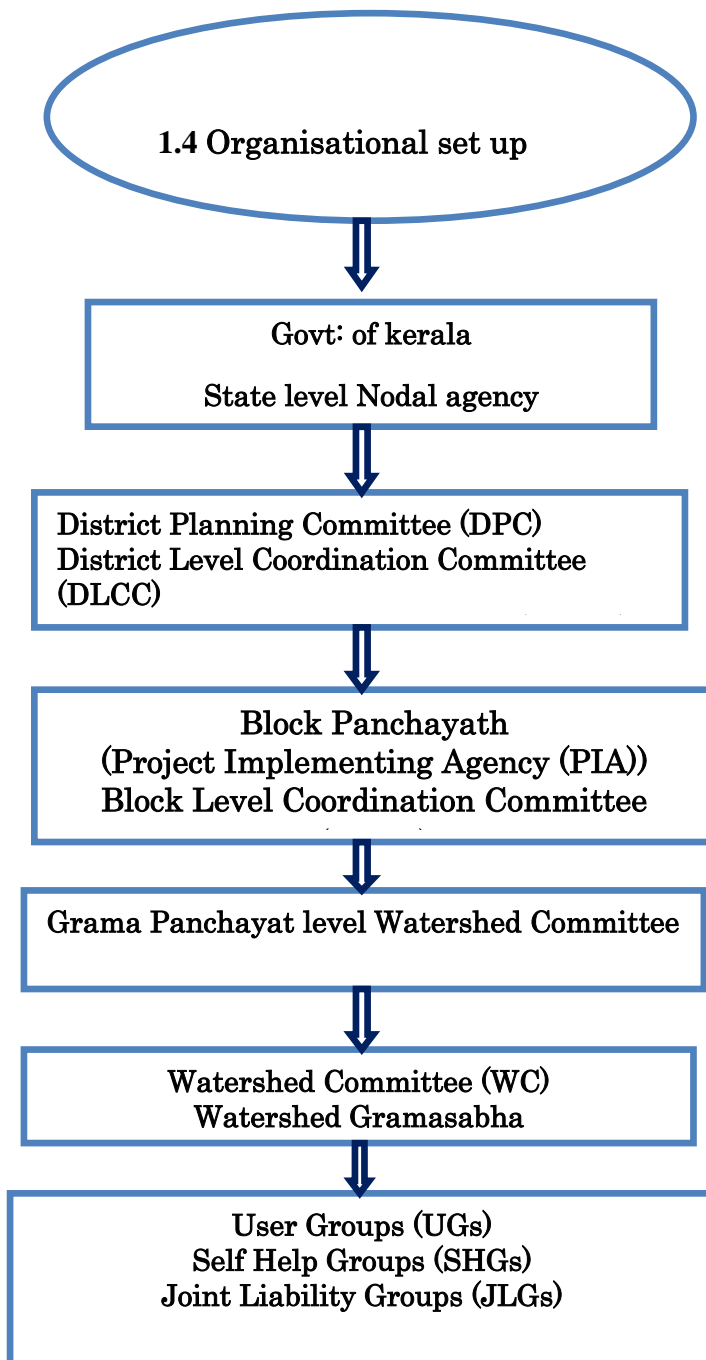 1.4 Organisational set up
Govt: of kerala
State level Nodal agency
District Planning Committee (DPC)
District Level Coordination Committee
(DLCC)
Block Panchayath
(Project Implementing Agency (PIA))
Block Level Coordination Committee
Grama Panchayat level Watershed Committee
Watershed Committee (WC)
Watershed Gramasabha
User Groups (UGs)
Self Help Groups (SHGs)
Joint Liability Groups (JLGs)